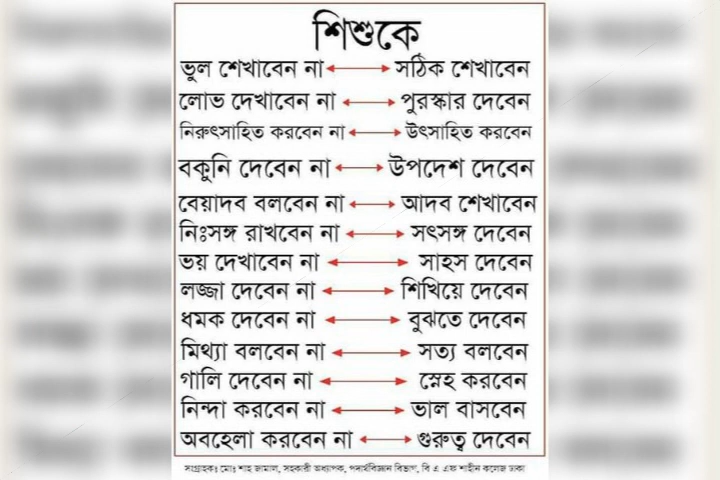 শিশুকে
ভুল শেখাবেন না ↔ সঠিক শেখাবেন
লোভ দেখাবেন না ↔ পুরস্কার দেবেন
নিরুৎসাহিত করবেন না ↔ উৎসাহিত করবেন
বকুনি দেবেন না ↔ উপদেশ দেবেন
বেয়াদব বলবেন না ↔ আদব শেখাবেন
নিঃসঙ্গ রাখবেন না ↔ সৎসঙ্গ দেবেন
ভয় দেখাবেন না ↔ সাহস দেবেন
লজ্জা দেবেন না ↔ শিখিয়ে দেবেন
ধমক দেবেন না ↔ বুঝতে দেবেন
মিথ্যা বলবেন না ↔ সত্য বলবেন
গালি দেবেন না ↔ স্নেহ করবেন
নিন্দা করবেন না ↔ ভাল বাসবেন
অবহেলা করবেন না ↔ গুরুত্ব দেবেন
সংগ্রাহকঃ মোঃ শাহ জামাল, সহকারী অধ্যাপক, পদার্থবিজ্ঞান বিভাগ, বি এ এফ শাহীন কলেজ ঢাকা